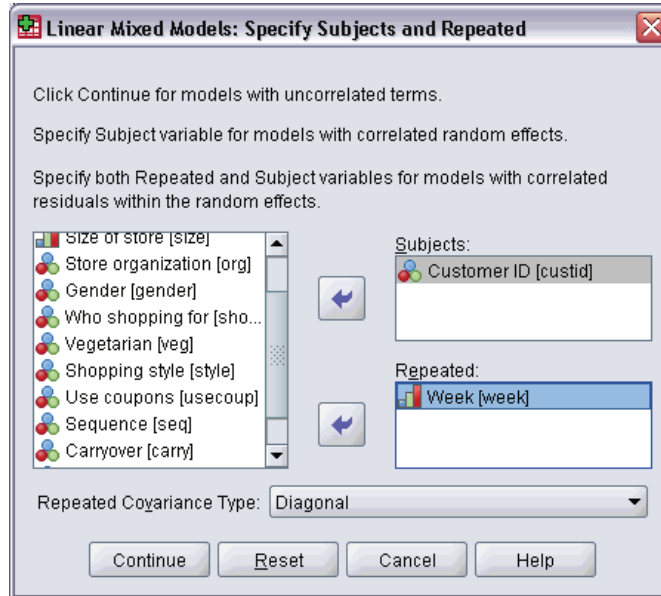 Linear Mixed Models: Specify Subjects and Repeated
Click Continue for models with uncorrelated terms.
Specify Subject variable for models with correlated random effects.
Specify both Repeated and Subject variables for models with correlated
residuals within the random effects.
Size of store [size]
Store organization [org]
Gender [gender]
Who shopping for [sho...
Vegetarian [veg]
Shopping style [style]
Use coupons [usecoup]
Sequence [seq]
Carryover [carry]
Subjects:
Customer ID [custid]
Repeated:
Week [week]
Repeated Covariance Type: Diagonal
Continue Reset Cancel Help